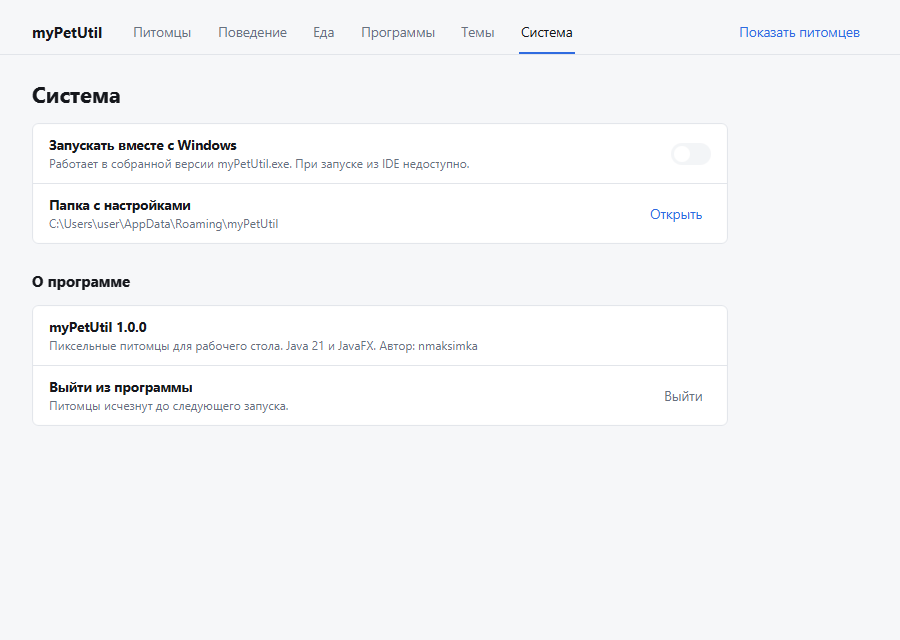 myPetUtil Питомцы Поведение Еда Программы Темы Система Показать питомцев
Система
Запускать вместе с Windows
Работает в собранной версии myPetUtil.exe. При запуске из IDE недоступно.
Папка с настройками
C:\Users\user\AppData\Roaming\myPetUtil
Открыть
О программе
myPetUtil 1.0.0
Пиксельные питомцы для рабочего стола. Java 21 и JavaFX. Автор: nmaksimka
Выйти из программы
Питомцы исчезнут до следующего запуска.
Выйти